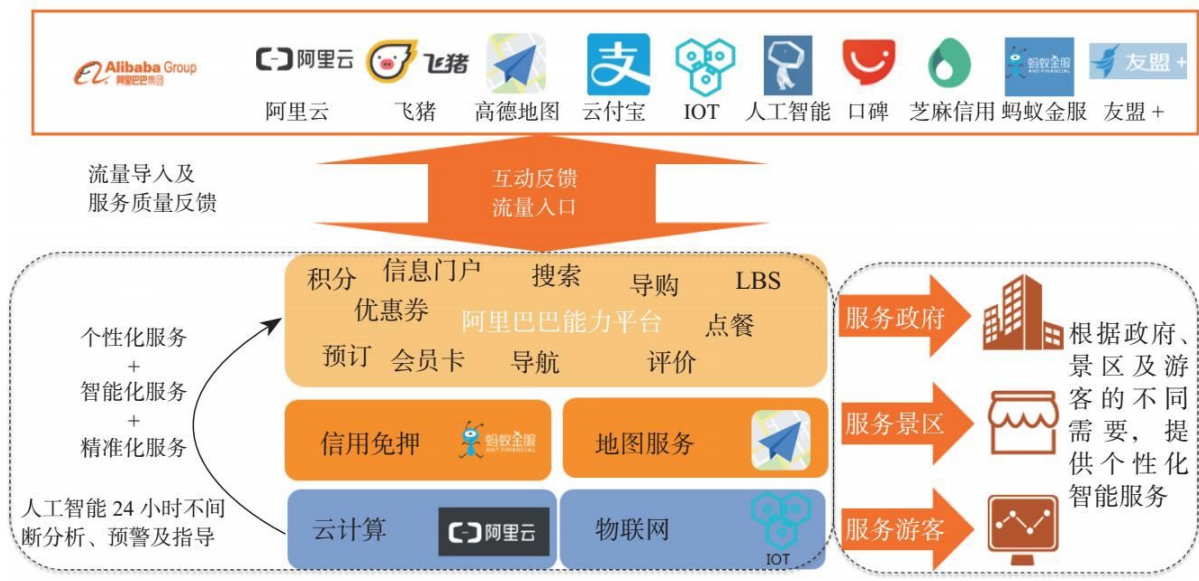 Alibaba Group
阿里巴巴集团
阿里云
飞猪
蚂蚁金服
ANT FINANCIAL
友盟+
阿里云
飞猪
高德地图
云付宝
IOT
人工智能
口碑
芝麻信用
蚂蚁金服
友盟 +
流量导入及
服务质量反馈
互动反馈
流量入口
个性化服务
+
智能化服务
+
精准化服务
人工智能 24 小时不间
断分析、预警及指导
积分
信息门户
搜索
导购
LBS
优惠券
阿里巴巴能力平台
点餐
预订
会员卡
导航
评价
信用免押
蚂蚁金服
ANT FINANCIAL
地图服务
云计算
阿里云
物联网
IOT
服务政府
服务景区
服务游客
根据政府、
景区及游
客的不同
需要，提
供个性化
智能服务